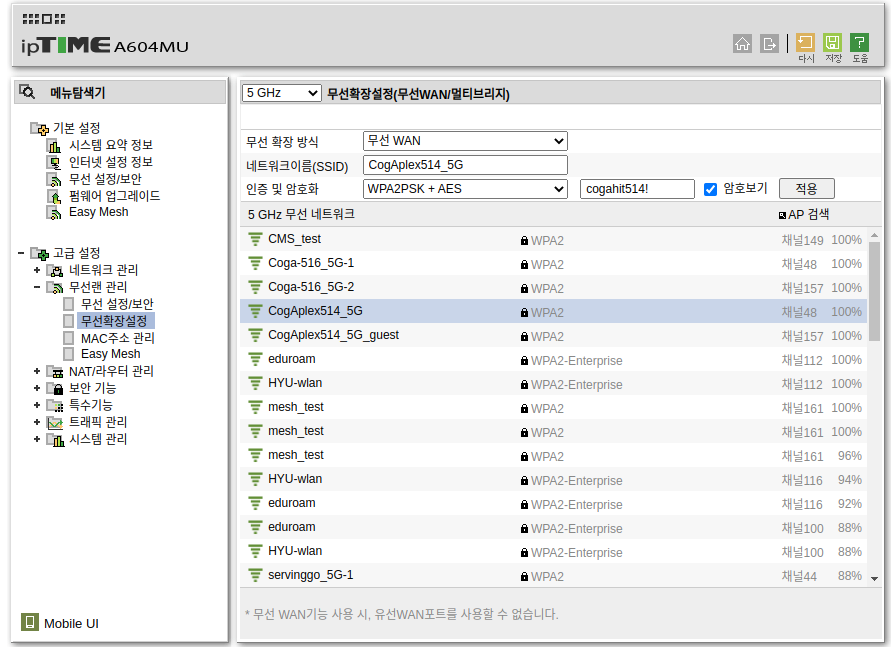 ipTIME A604MU
다시 저장 도움
메뉴탐색기
기본 설정
시스템 요약 정보
인터넷 설정 정보
무선 설정/보안
펌웨어 업그레이드
Easy Mesh
고급 설정
네트워크 관리
무선랜 관리
무선 설정/보안
무선확장설정
MAC주소 관리
Easy Mesh
NAT/라우터 관리
보안 기능
특수기능
트래픽 관리
시스템 관리
Mobile UI
5 GHz 무선확장설정(무선WAN/멀티브리지)
무선 확장 방식 무선 WAN
네트워크이름(SSID) CogAplex514_5G
인증 및 암호화 WPA2PSK + AES cogahit514! 암호보기 적용
5 GHz 무선 네트워크 AP 검색
CMS_test WPA2 채널149 100%
Coga-516_5G-1 WPA2 채널48 100%
Coga-516_5G-2 WPA2 채널157 100%
CogAplex514_5G WPA2 채널48 100%
CogAplex514_5G_guest WPA2 채널157 100%
eduroam WPA2-Enterprise 채널112 100%
HYU-wlan WPA2-Enterprise 채널112 100%
mesh_test WPA2 채널161 100%
mesh_test WPA2 채널161 100%
mesh_test WPA2 채널161 96%
HYU-wlan WPA2-Enterprise 채널116 94%
eduroam WPA2-Enterprise 채널116 92%
eduroam WPA2-Enterprise 채널100 88%
HYU-wlan WPA2-Enterprise 채널100 88%
servinggo_5G-1 WPA2 채널44 88%
* 무선 WAN기능 사용 시, 유선WAN포트를 사용할 수 없습니다.